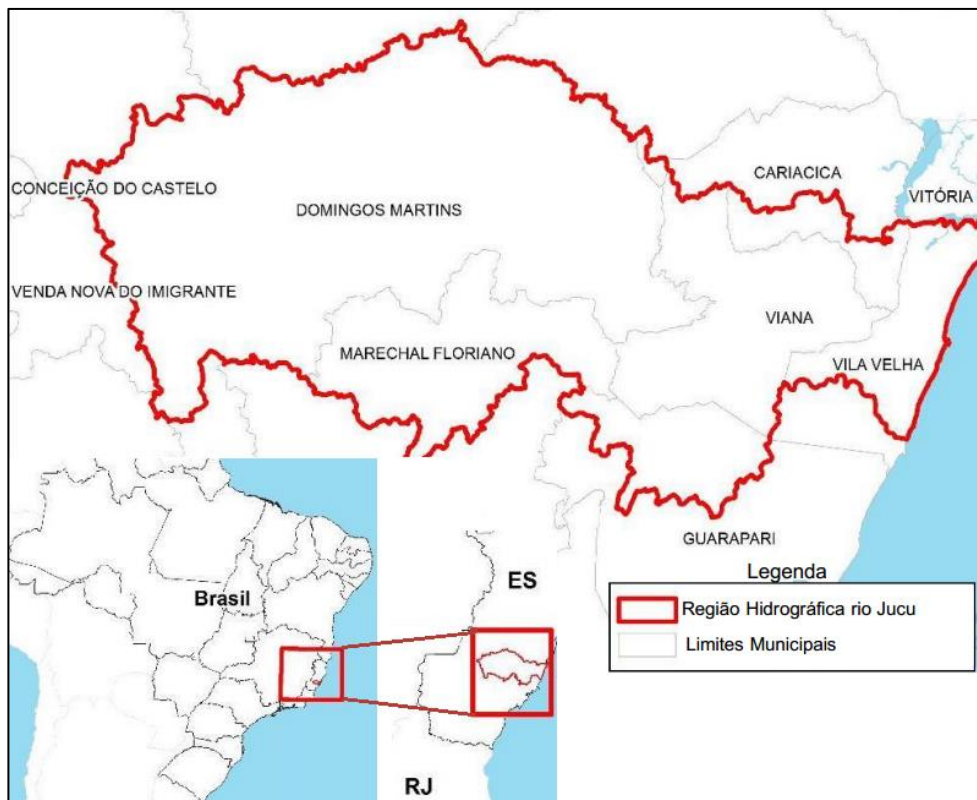 CARIACICA
CONCEIÇÃO DO CASTELO
VITÓRIA
DOMINGOS MARTINS
VENDA NOVA DO IMIGRANTE
VIANA
MARECHAL FLORIANO
VILA VELHA
GUARAPARI
Legenda
Região Hidrográfica rio Jucu
Limites Municipais
Brasil
ES
RJ